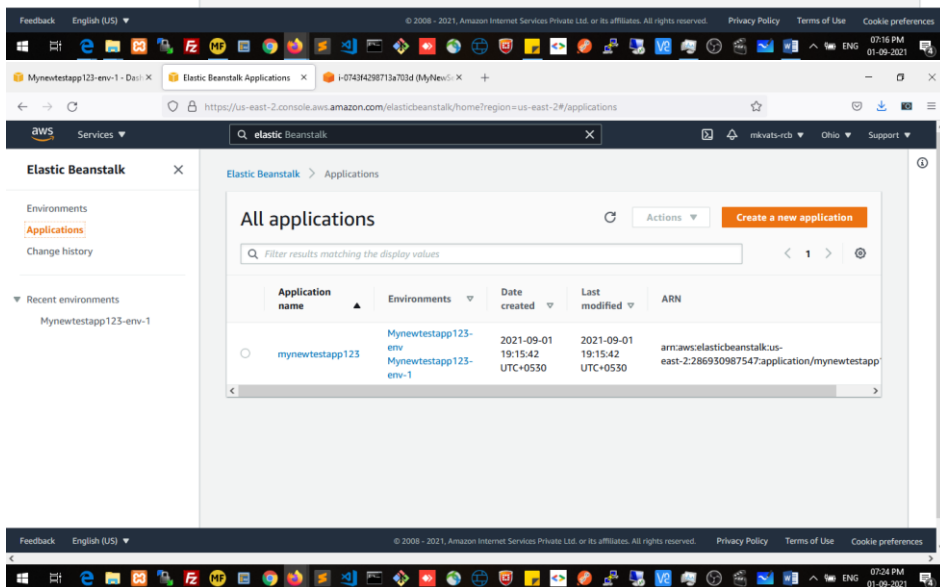 Feedback English (US) ▼ © 2008 - 2021, Amazon Internet Services Private Ltd. or its affiliates. All rights reserved. Privacy Policy Terms of Use Cookie preferences
07:16 PM
ENG
01-09-2021
Mynewtestapp123-env-1 - Dash × Elastic Beanstalk Applications × i-0743f4298713a703d (MyNewSe × +
https://us-east-2.console.aws.amazon.com/elasticbeanstalk/home?region=us-east-2#/applications
aws Services ▼ elastic Beanstalk × mkvats-rcb ▼ Ohio ▼ Support ▼
Elastic Beanstalk ×
Environments
Applications
Change history
▼ Recent environments
Mynewtestapp123-env-1
Elastic Beanstalk > Applications
All applications Actions ▼ Create a new application
Filter results matching the display values < 1 >
Application name ▲ Environments ▽ Date created ▽ Last modified ▽ ARN
mynewtestapp123
Mynewtestapp123-
env
Mynewtestapp123-
env-1
2021-09-01
19:15:42
UTC+0530
2021-09-01
19:15:42
UTC+0530
arn:aws:elasticbeanstalk:us-
east-2:286930987547:application/mynewtestapp
Feedback English (US) ▼ © 2008 - 2021, Amazon Internet Services Private Ltd. or its affiliates. All rights reserved. Privacy Policy Terms of Use Cookie preferences
07:24 PM
ENG
01-09-2021